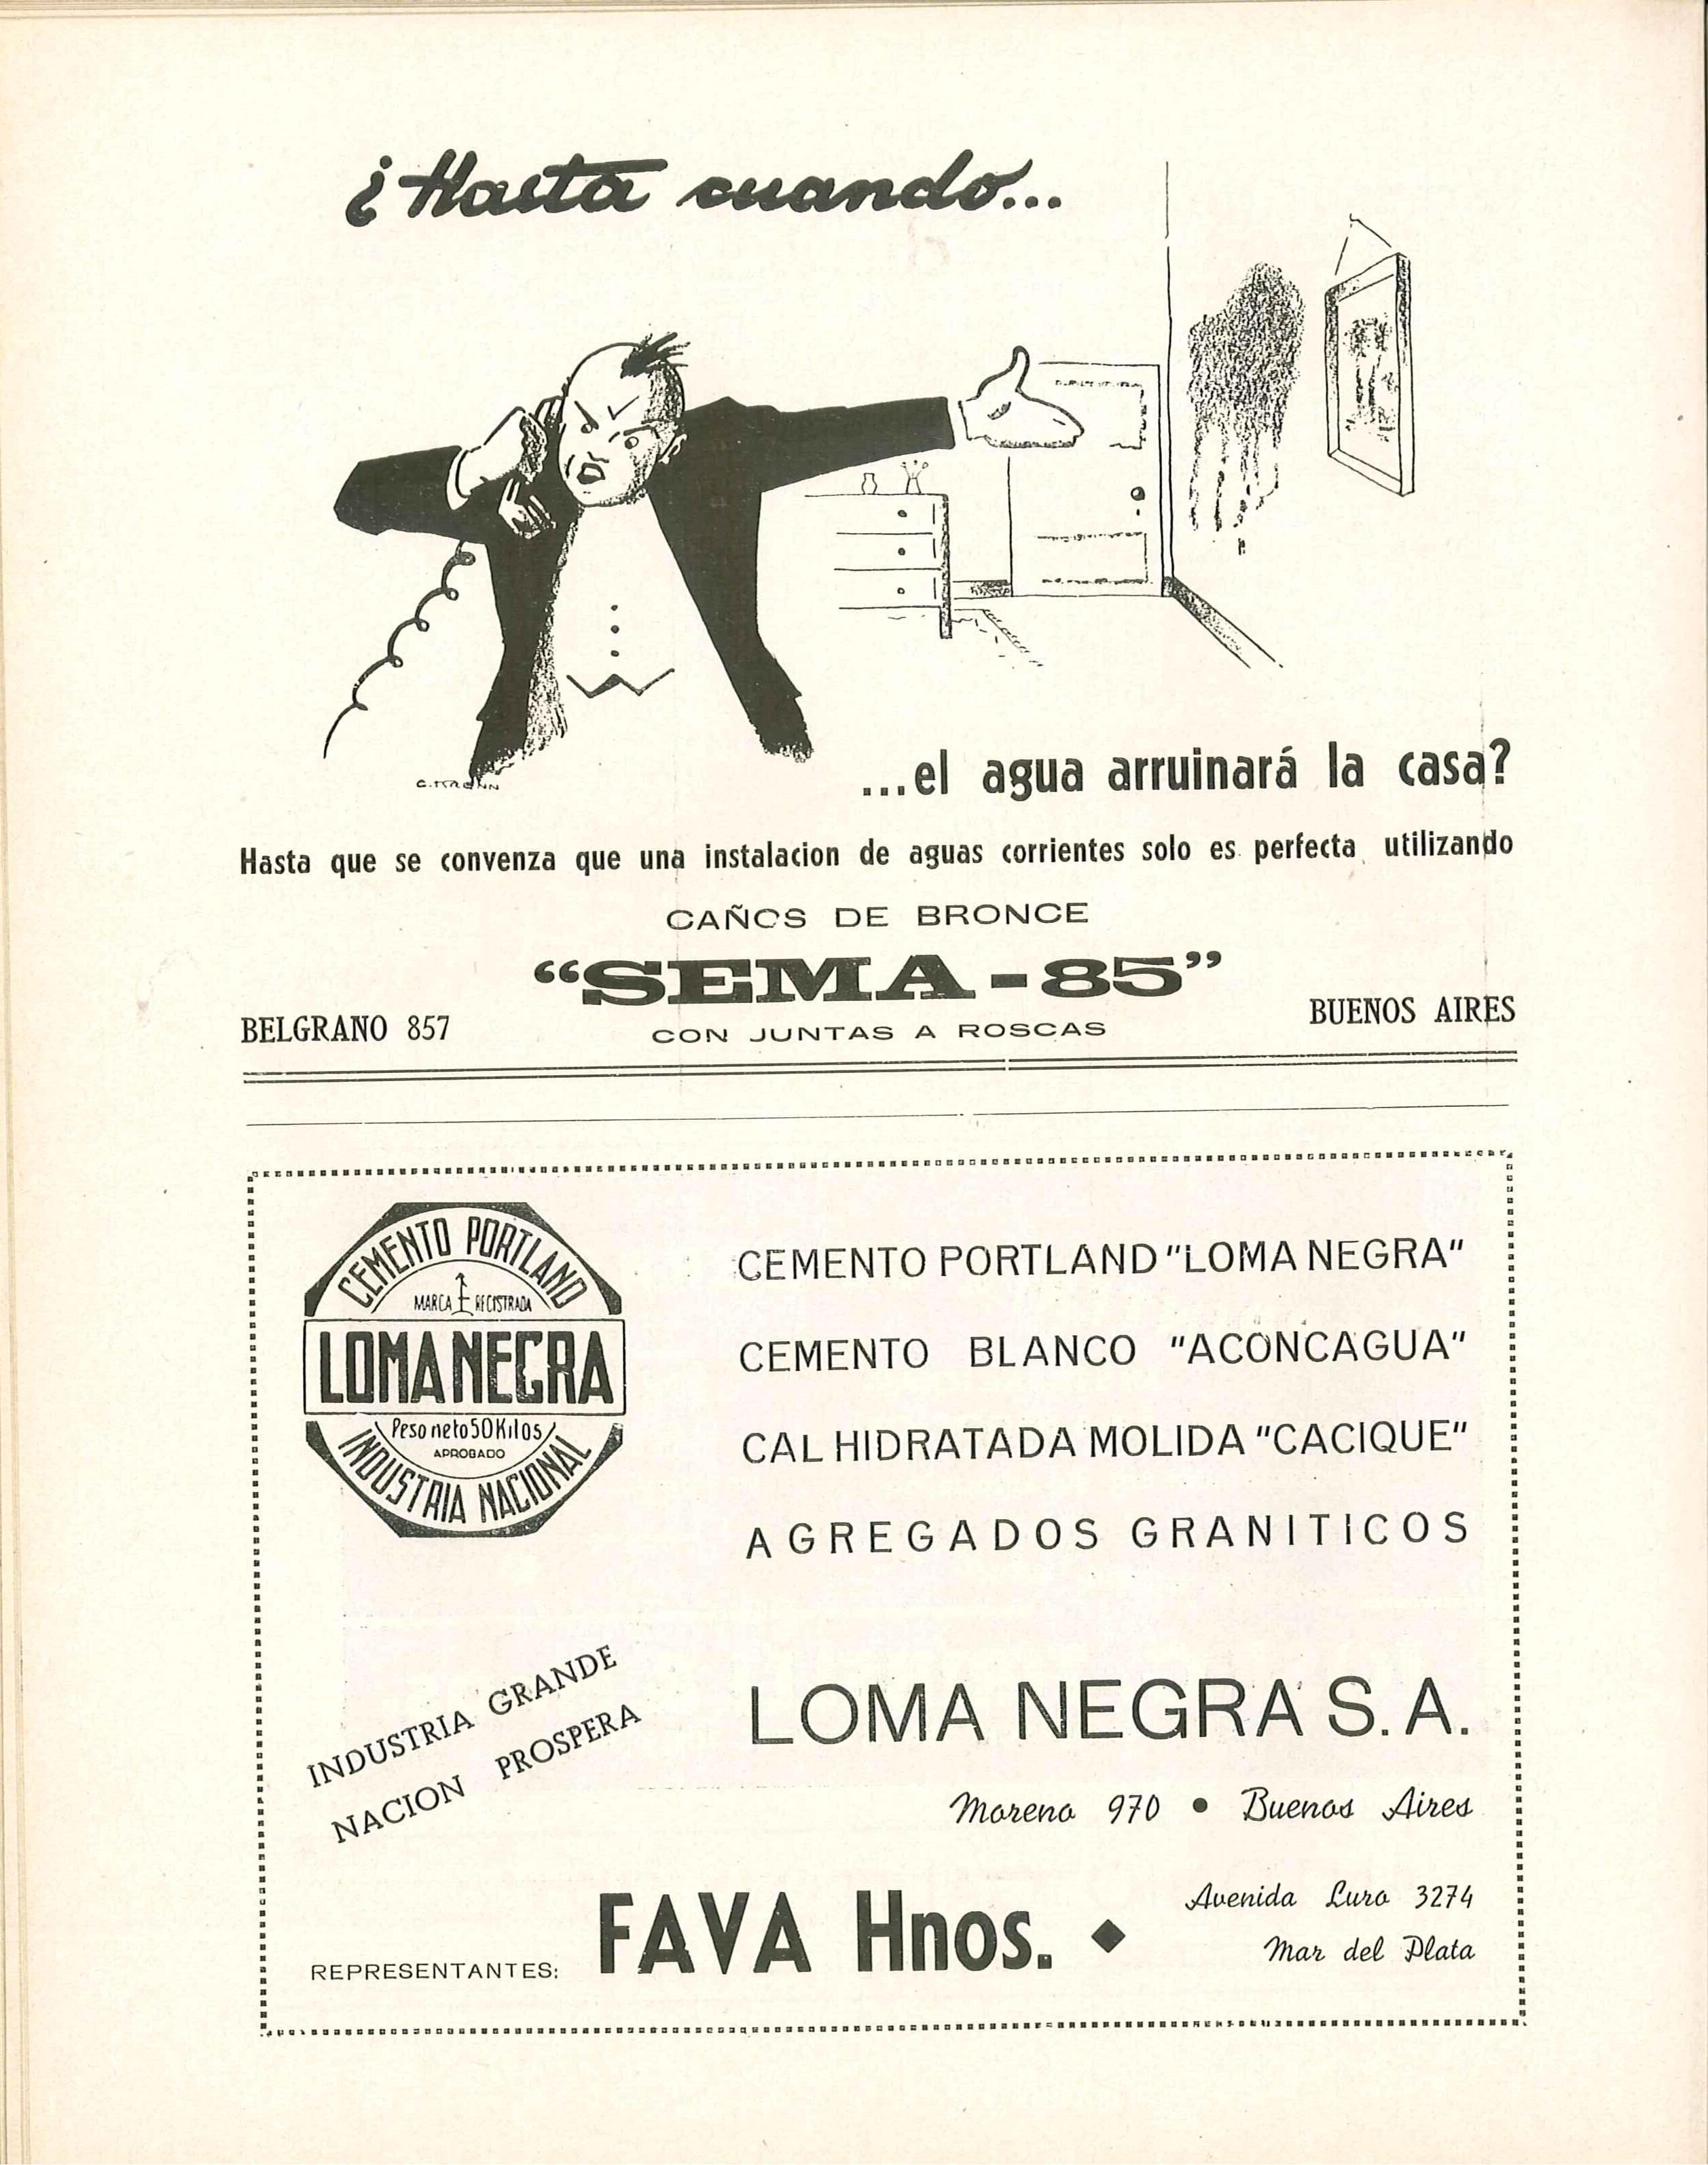 ¿Hasta cuando...
...el agua arruinará la casa?
Hasta que se convenza que una instalacion de aguas corrientes solo es perfecta utilizando
CAÑOS DE BRONCE
“SEMA-85”
BELGRANO 857
CON JUNTAS A ROSCAS
BUENOS AIRES
CEMENTO PORTLAND
MARCA REGISTRADA
LOMA NEGRA
Peso neto 50 Kilos
APROBADO
INDUSTRIA NACIONAL
CEMENTO PORTLAND "LOMA NEGRA"
CEMENTO BLANCO "ACONCAGUA"
CAL HIDRATADA MOLIDA "CACIQUE"
AGREGADOS GRANITICOS
INDUSTRIA GRANDE
NACION PROSPERA
LOMA NEGRA S. A.
Moreno 970 • Buenos Aires
REPRESENTANTES: FAVA Hnos. ◆
Avenida Luro 3274
Mar del Plata